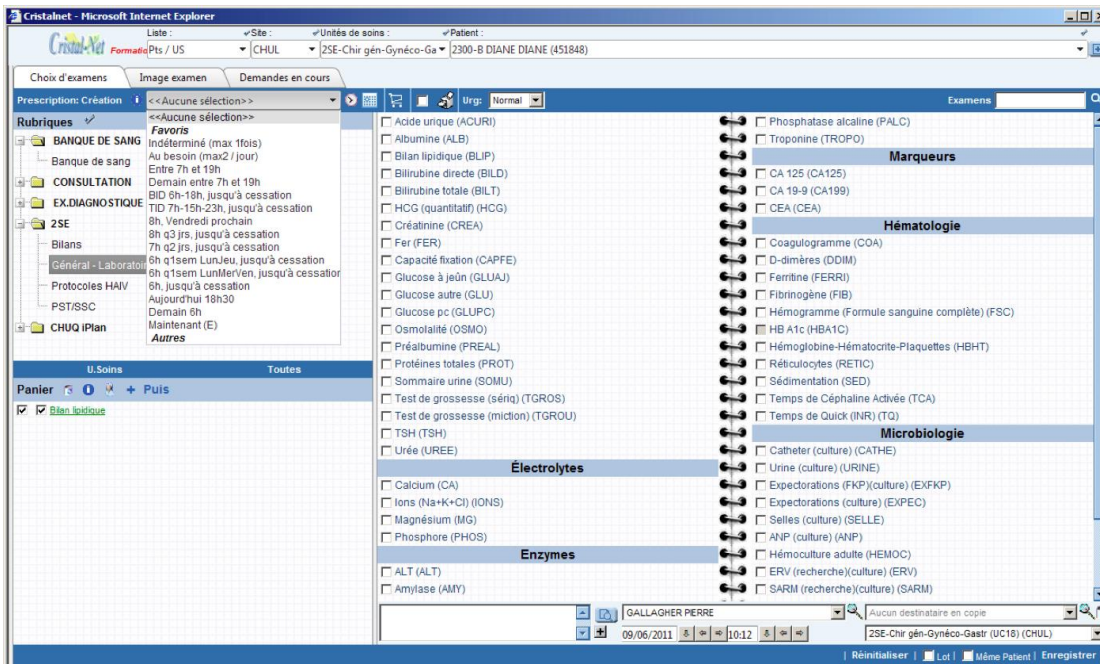 Cristalnet - Microsoft Internet Explorer
Cristal-Net Formatio
Liste : Site : Unités de soins : Patient :
Pts / US CHUL 2SE-Chir gén-Gynéco-Ga 2300-B DIANE DIANE (451848)
Choix d'examens Image examen Demandes en cours
Prescription: Création <<Aucune sélection>> Urg: Normal Examens
Rubriques
BANQUE DE SANG
Banque de sang
CONSULTATION
EX.DIAGNOSTIQUE
2SE
Bilans
Général - Laboratoi
Protocoles HAIV
PST/SSC
CHUQ iPlan
<<Aucune sélection>>
Favoris
Indéterminé (max 1fois)
Au besoin (max2 / jour)
Entre 7h et 19h
Demain entre 7h et 19h
BID 6h-18h, jusqu'à cessation
TID 7h-15h-23h, jusqu'à cessation
8h, Vendredi prochain
8h q3 jrs, jusqu'à cessation
7h q2 jrs, jusqu'à cessation
6h q1sem LunJeu, jusqu'à cessation
6h q1sem LunMerVen, jusqu'à cessation
6h, jusqu'à cessation
Aujourd'hui 18h30
Demain 6h
Maintenant (E)
Autres
U.Soins Toutes
Panier + Puis
Bilan lipidique
Acide urique (ACURI)
Albumine (ALB)
Bilan lipidique (BLIP)
Bilirubine directe (BILD)
Bilirubine totale (BILT)
HCG (quantitatif) (HCG)
Créatinine (CREA)
Fer (FER)
Capacité fixation (CAPFE)
Glucose à jeûn (GLUAJ)
Glucose autre (GLU)
Glucose pc (GLUPC)
Osmolalité (OSMO)
Préalbumine (PREAL)
Protéines totales (PROT)
Sommaire urine (SOMU)
Test de grossesse (sériq) (TGROS)
Test de grossesse (miction) (TGROU)
TSH (TSH)
Urée (UREE)
Électrolytes
Calcium (CA)
Ions (Na+K+Cl) (IONS)
Magnésium (MG)
Phosphore (PHOS)
Enzymes
ALT (ALT)
Amylase (AMY)
Phosphatase alcaline (PALC)
Troponine (TROPO)
Marqueurs
CA 125 (CA125)
CA 19-9 (CA199)
CEA (CEA)
Hématologie
Coagulogramme (COA)
D-dimères (DDIM)
Ferritine (FERRI)
Fibrinogène (FIB)
Hémogramme (Formule sanguine complète) (FSC)
HB A1c (HBA1C)
Hémoglobine-Hématocrite-Plaquettes (HBHT)
Réticulocytes (RETIC)
Sédimentation (SED)
Temps de Céphaline Activée (TCA)
Temps de Quick (INR) (TQ)
Microbiologie
Catheter (culture) (CATHE)
Urine (culture) (URINE)
Expectorations (FKP)(culture) (EXFKP)
Expectorations (culture) (EXPEC)
Selles (culture) (SELLE)
ANP (culture) (ANP)
Hémoculture adulte (HEMOC)
ERV (recherche)(culture) (ERV)
SARM (recherche)(culture) (SARM)
GALLAGHER PIERRE Aucun destinataire en copie
09/06/2011 10:12 2SE-Chir gén-Gynéco-Gastr (UC18) (CHUL)
| Réinitialiser | Lot | Même Patient | Enregistrer